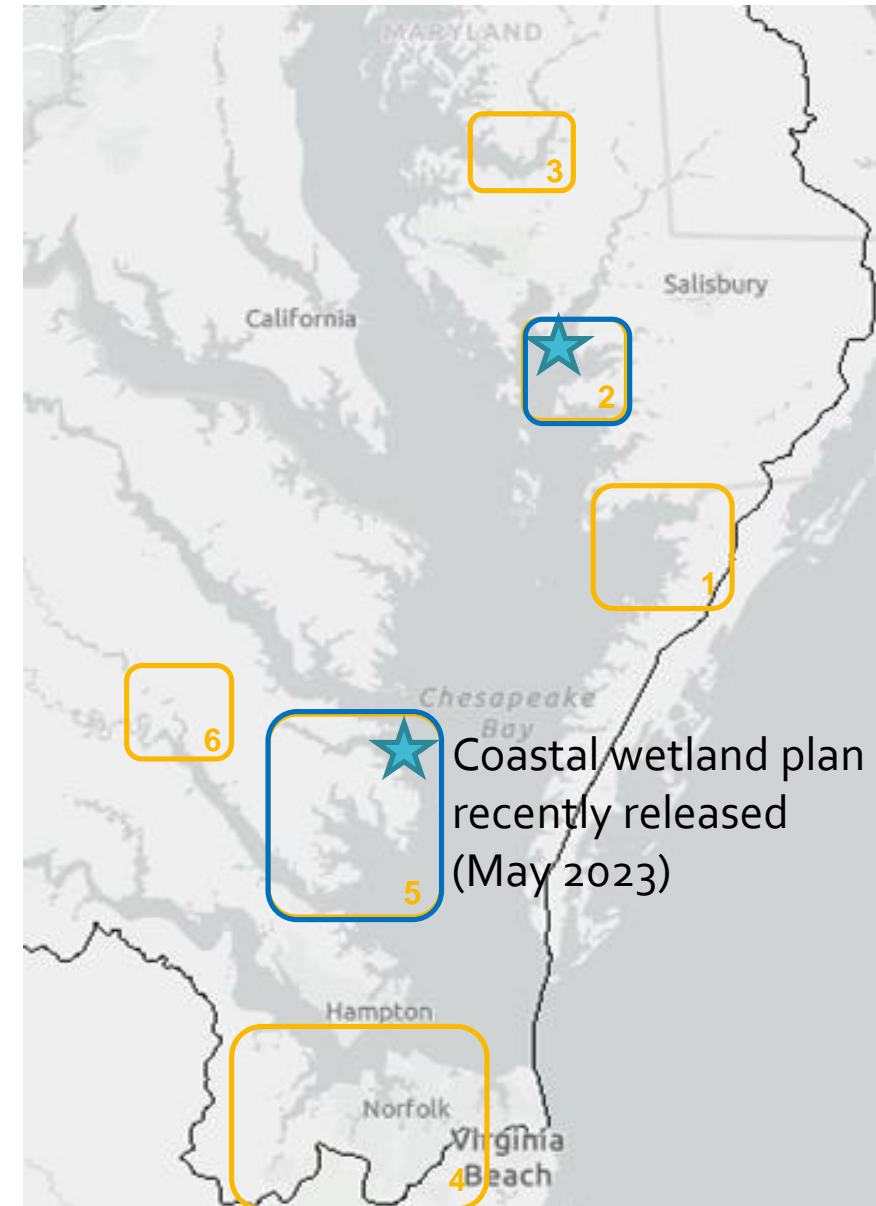 MARYLAND
3
Salisbury
California
2
1
Chesapeake
Bay
6
Coastal wetland plan
recently released
(May 2023)
5
Hampton
Norfolk
Virginia
Beach
4